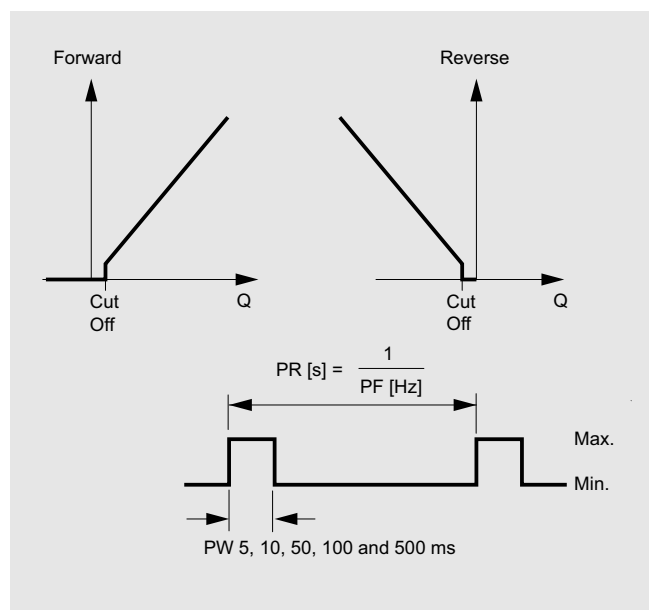 Forward
Reverse
Cut
Off
Q
Cut
Off
Q
PR [s] = 1
PF [Hz]
Max.
Min.
PW 5, 10, 50, 100 and 500 ms